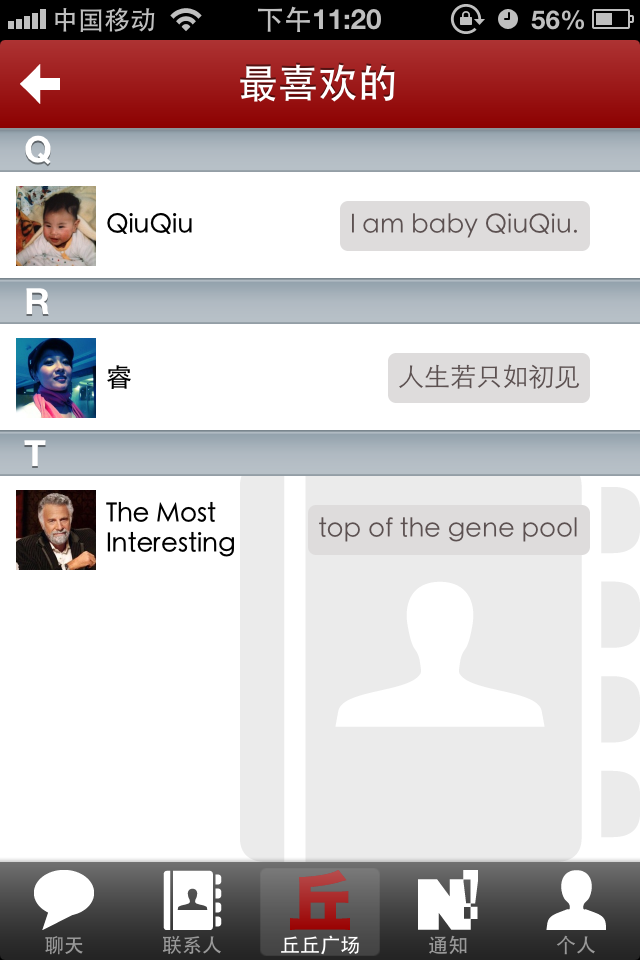 中国移动 下午11:20 56%
最喜欢的
Q
QiuQiu I am baby QiuQiu.
R
睿 人生若只如初见
T
The Most
Interesting
top of the gene pool
丘 N!
聊天 联系人 丘丘广场 通知 个人